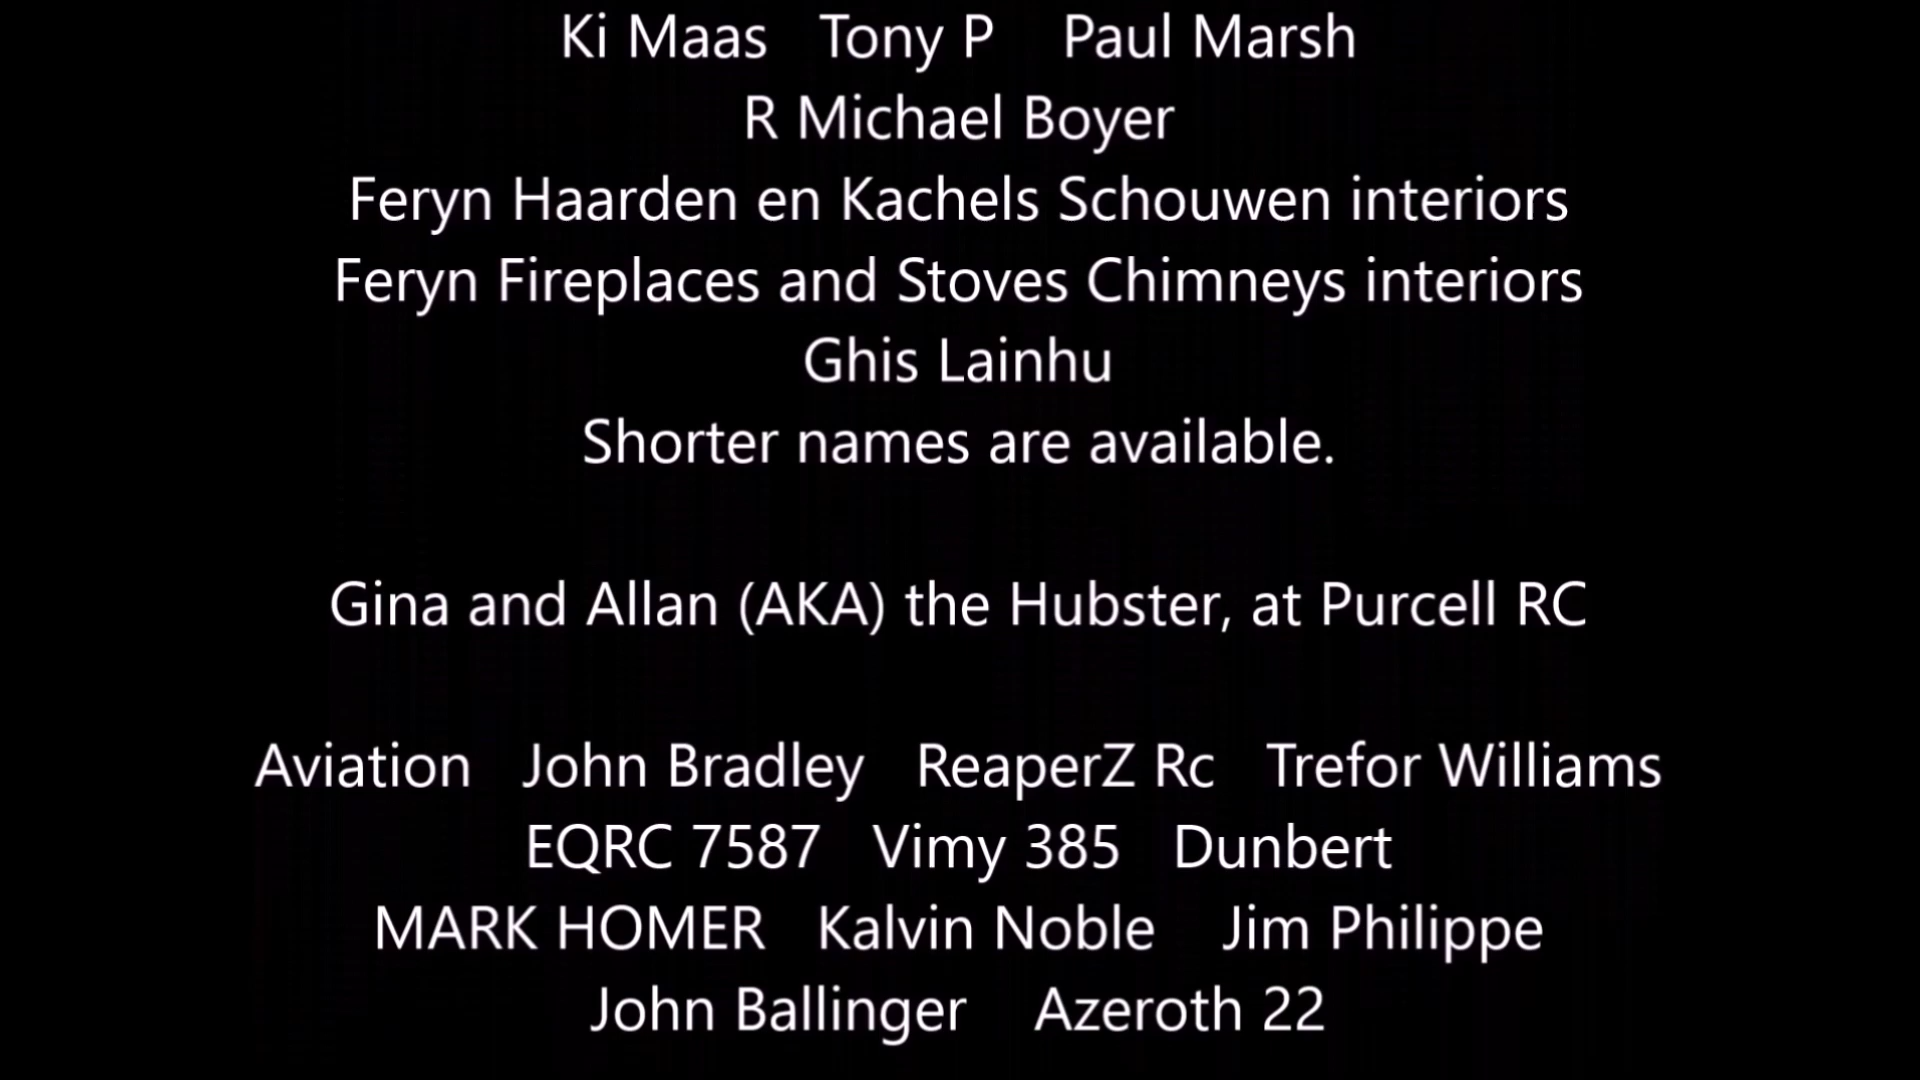 Ki Maas Tony P Paul Marsh
R Michael Boyer
Feryn Haarden en Kachels Schouwen interiors
Feryn Fireplaces and Stoves Chimneys interiors
Ghis Lainhu
Shorter names are available.
Gina and Allan (AKA) the Hubster, at Purcell RC
Aviation John Bradley ReaperZ Rc Trefor Williams
EQRC 7587 Vimy 385 Dunbert
MARK HOMER Kalvin Noble Jim Philippe
John Ballinger Azeroth 22